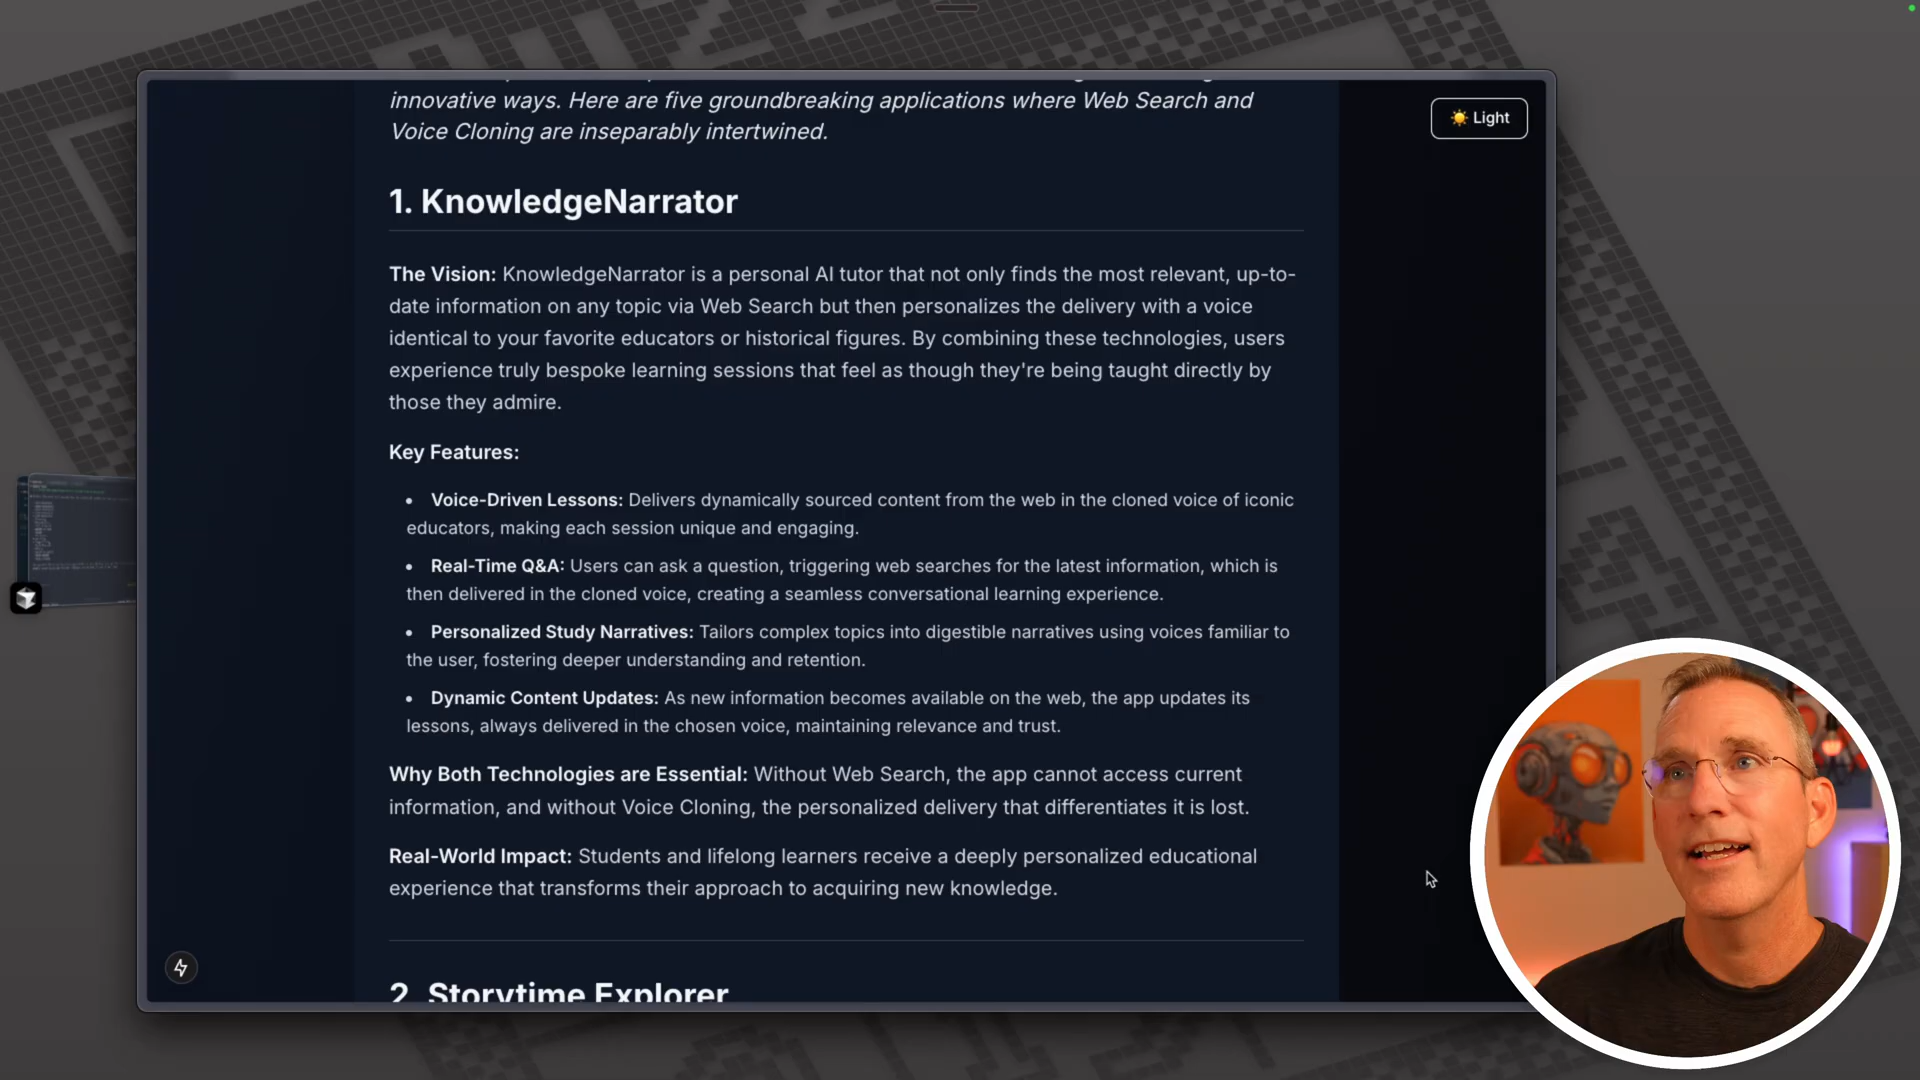 innovative ways. Here are five groundbreaking applications where Web Search and
Voice Cloning are inseparably intertwined.
☀️ Light
1. KnowledgeNarrator
The Vision: KnowledgeNarrator is a personal AI tutor that not only finds the most relevant, up-to-
date information on any topic via Web Search but then personalizes the delivery with a voice
identical to your favorite educators or historical figures. By combining these technologies, users
experience truly bespoke learning sessions that feel as though they're being taught directly by
those they admire.
Key Features:
• Voice-Driven Lessons: Delivers dynamically sourced content from the web in the cloned voice of iconic
educators, making each session unique and engaging.
• Real-Time Q&A: Users can ask a question, triggering web searches for the latest information, which is
then delivered in the cloned voice, creating a seamless conversational learning experience.
• Personalized Study Narratives: Tailors complex topics into digestible narratives using voices familiar to
the user, fostering deeper understanding and retention.
• Dynamic Content Updates: As new information becomes available on the web, the app updates its
lessons, always delivered in the chosen voice, maintaining relevance and trust.
Why Both Technologies are Essential: Without Web Search, the app cannot access current
information, and without Voice Cloning, the personalized delivery that differentiates it is lost.
Real-World Impact: Students and lifelong learners receive a deeply personalized educational
experience that transforms their approach to acquiring new knowledge.
2. Storytime Explorer